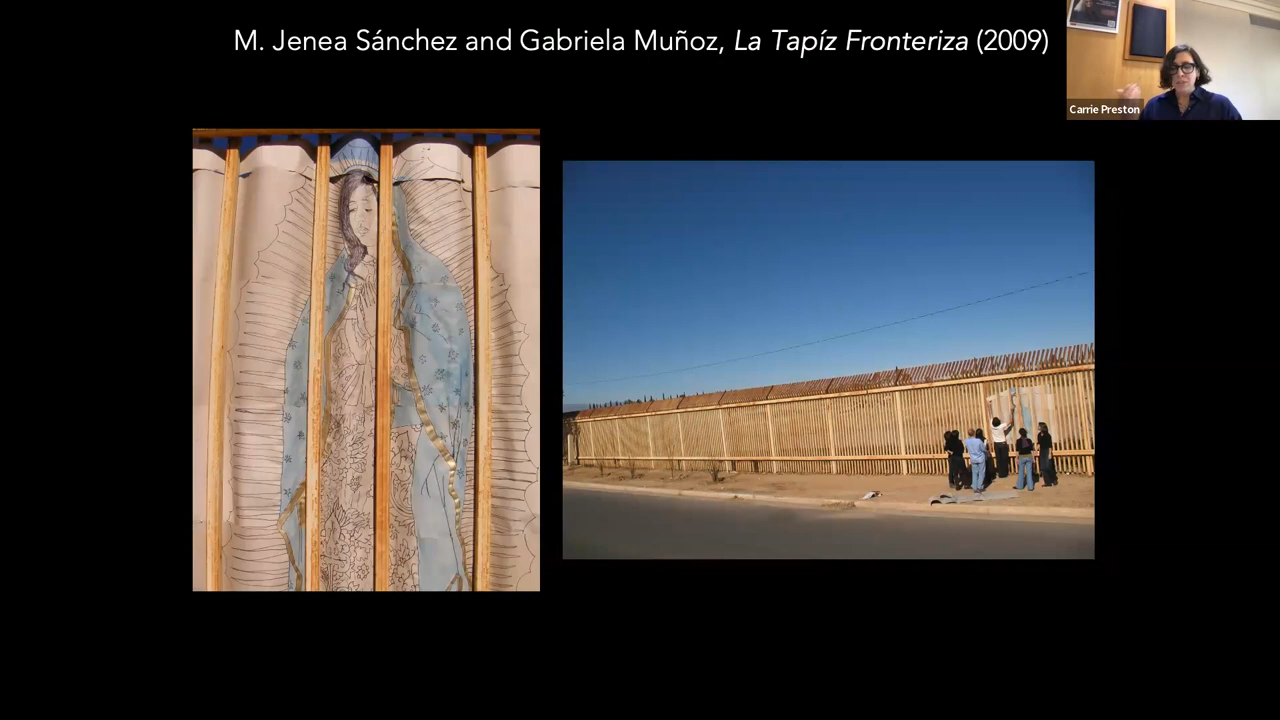 M. Jenea Sánchez and Gabriela Muñoz, La Tapíz Fronteriza (2009)
Carrie Preston